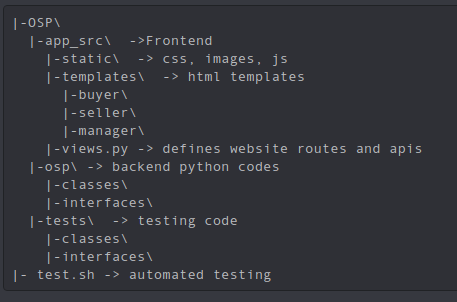 |-OSP\
  |-app_src\  ->Frontend
    |-static\  -> css, images, js
    |-templates\  -> html templates
      |-buyer\
      |-seller\
      |-manager\
    |-views.py -> defines website routes and apis
  |-osp\ -> backend python codes
    |-classes\
    |-interfaces\
  |-tests\  -> testing code
    |-classes\
    |-interfaces\
|- test.sh -> automated testing